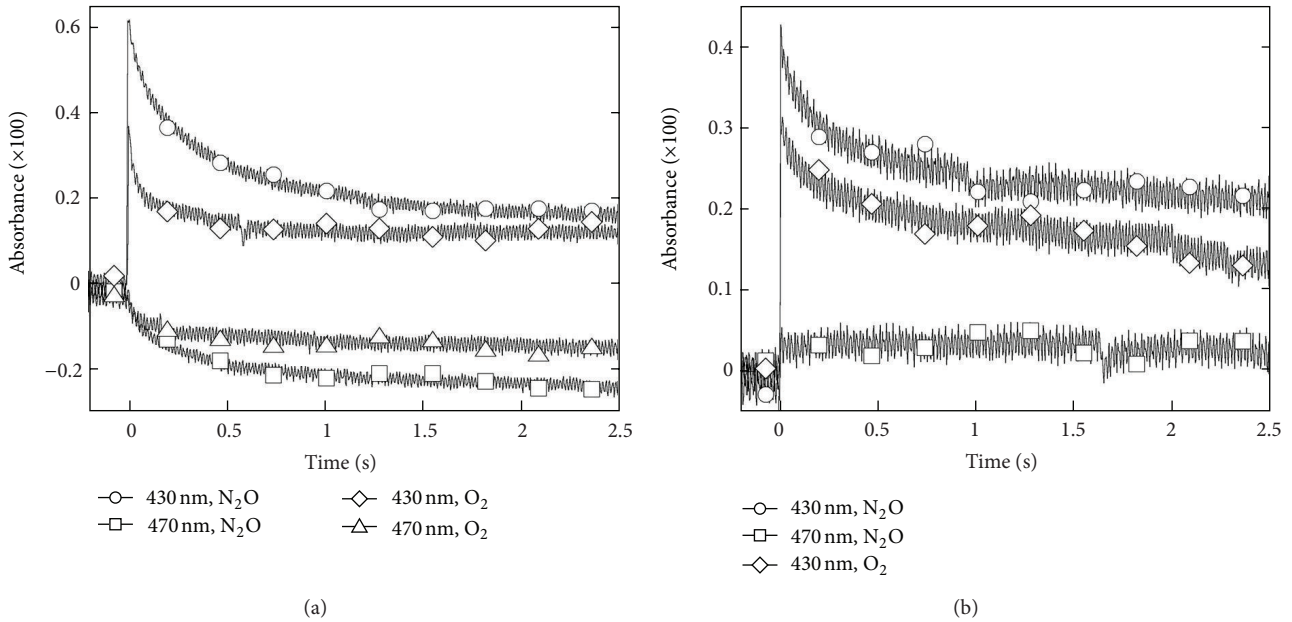 0.6
0.4
0.2
0
−0.2
Absorbance (×100)
0 0.5 1 1.5 2 2.5
Time (s)
430 nm, N₂O
470 nm, N₂O
430 nm, O₂
470 nm, O₂
(a)
0.4
0.3
0.2
0.1
0
Absorbance (×100)
0 0.5 1 1.5 2 2.5
Time (s)
430 nm, N₂O
470 nm, N₂O
430 nm, O₂
(b)